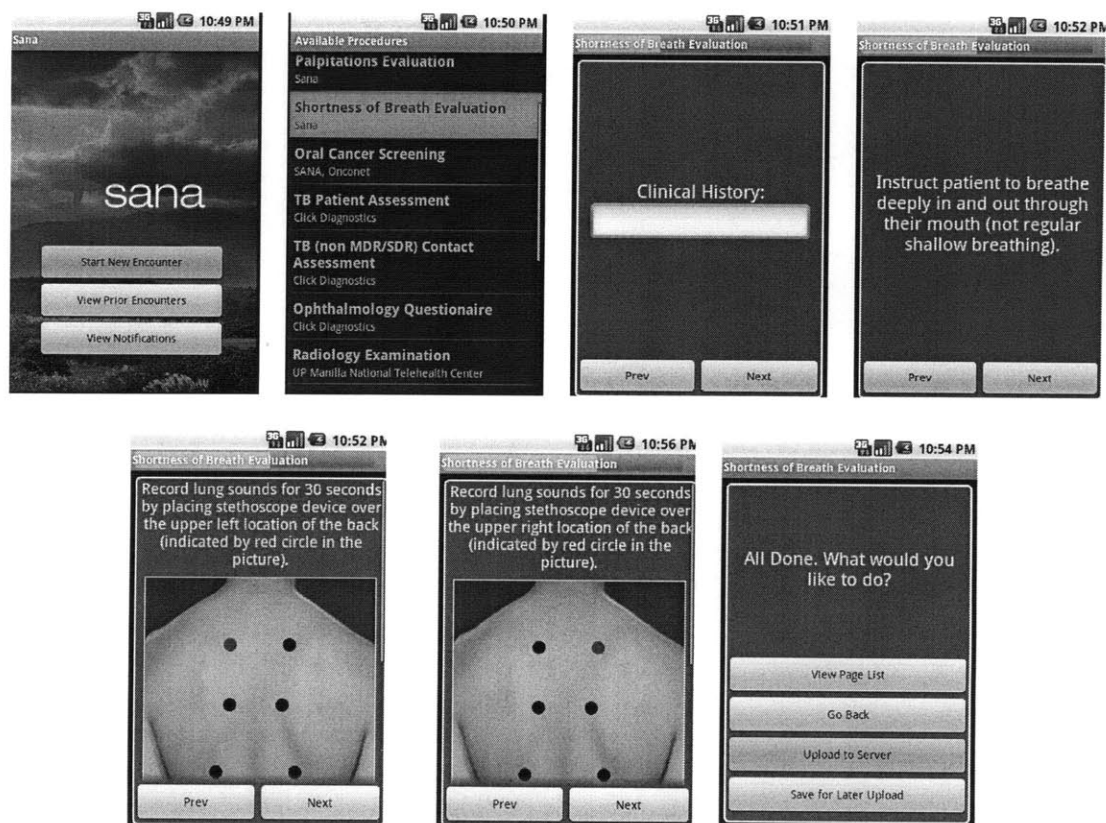 3G 10:49 PM
Sana
sana
Start New Encounter
View Prior Encounters
View Notifications
3G 10:50 PM
Available Procedures
Palpitations Evaluation
Sana
Shortness of Breath Evaluation
Sana
Oral Cancer Screening
SANA, Onconet
TB Patient Assessment
Click Diagnostics
TB (non MDR/SDR) Contact
Assessment
Click Diagnostics
Ophthalmology Questionaire
Click Diagnostics
Radiology Examination
UP Manilla National Telehealth Center
3G 10:51 PM
Shortness of Breath Evaluation
Clinical History:
Prev Next
3G 10:52 PM
Shortness of Breath Evaluation
Instruct patient to breathe
deeply in and out through
their mouth (not regular
shallow breathing).
Prev Next
3G 10:52 PM
Shortness of Breath Evaluation
Record lung sounds for 30 seconds
by placing stethoscope device over
the upper left location of the back
(indicated by red circle in the
picture).
Prev Next
3G 10:56 PM
Shortness of Breath Evaluation
Record lung sounds for 30 seconds
by placing stethoscope device over
the upper right location of the back
(indicated by red circle in the
picture).
Prev Next
3G 10:54 PM
Shortness of Breath Evaluation
All Done. What would you
like to do?
View Page List
Go Back
Upload to Server
Save for Later Upload